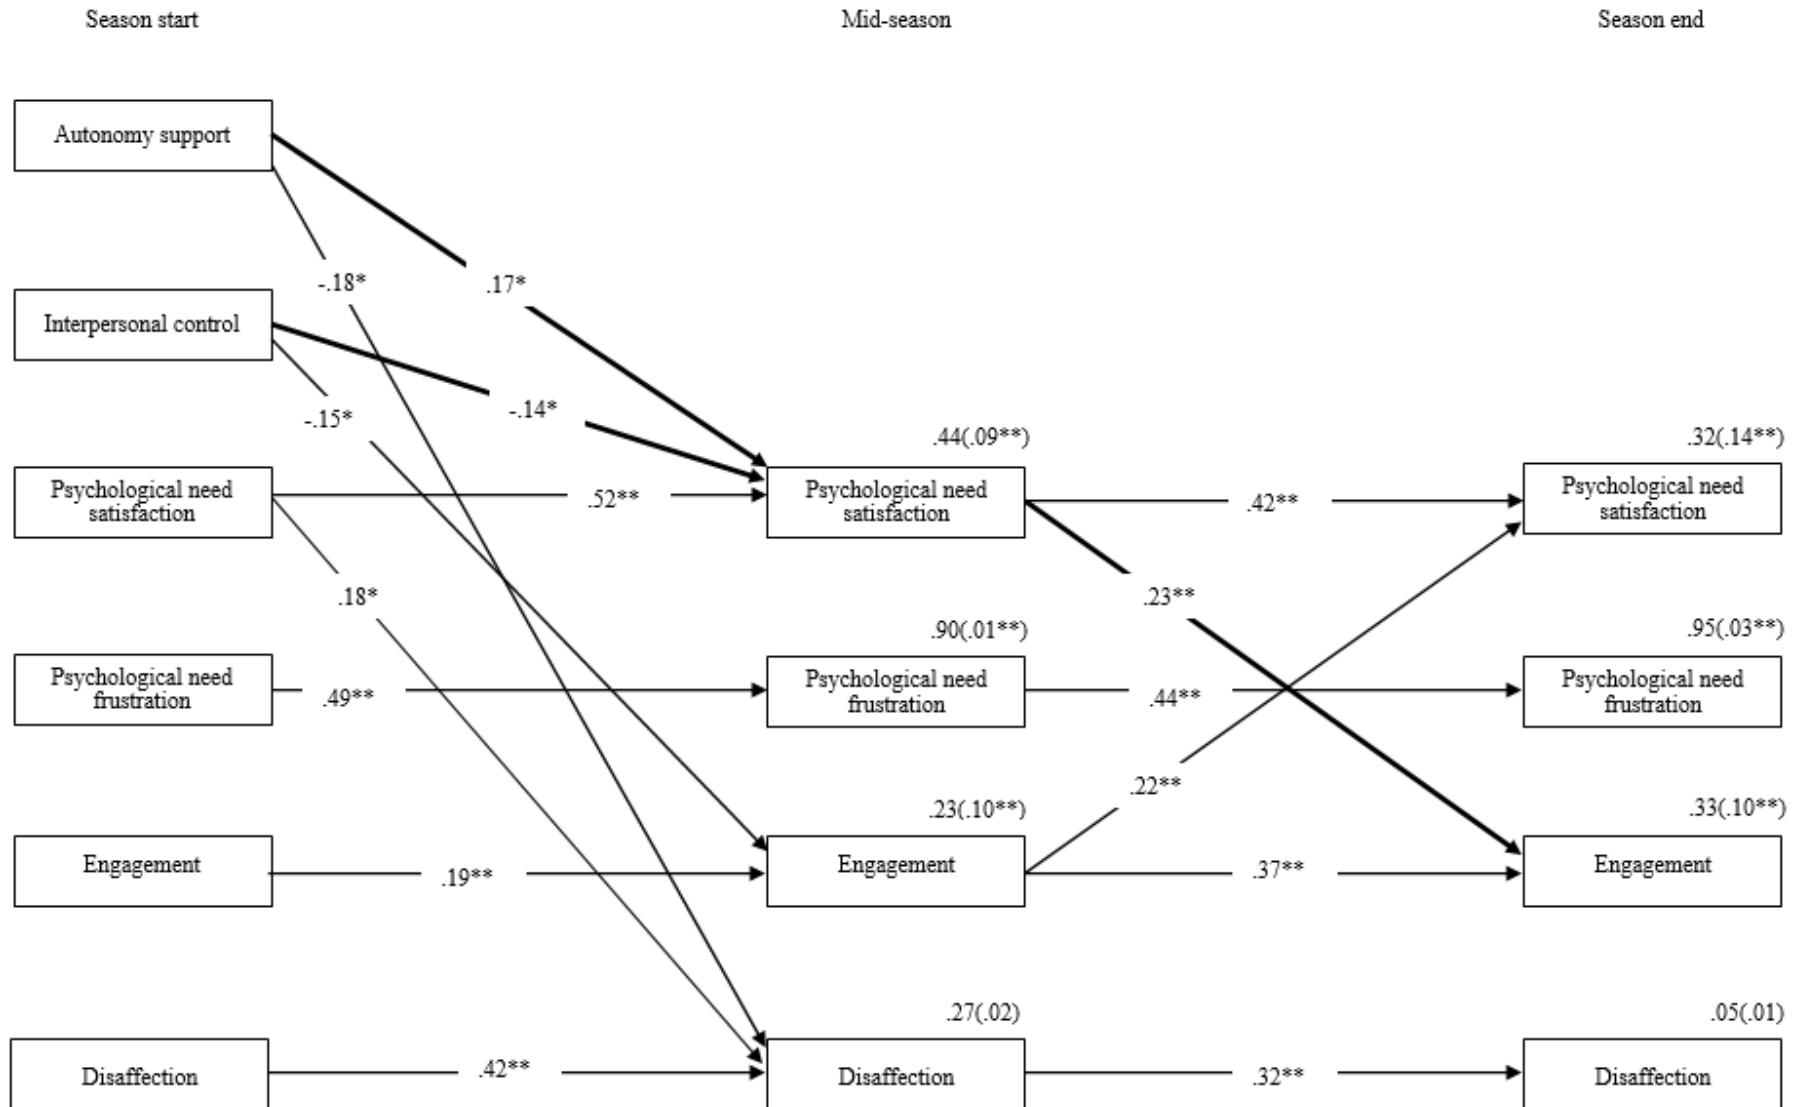 Season start
Mid-season
Season end
Autonomy support
-.18*
.17*
Interpersonal control
-.15*
-.14*
.44(.09**)
.32(.14**)
Psychological need
satisfaction
.52**
Psychological need
satisfaction
.42**
Psychological need
satisfaction
.18*
.23**
.90(.01**)
.95(.03**)
Psychological need
frustration
.49**
Psychological need
frustration
.44**
Psychological need
frustration
.22**
.23(.10**)
.33(.10**)
Engagement
.19**
Engagement
.37**
Engagement
.27(.02)
.05(.01)
Disaffection
.42**
Disaffection
.32**
Disaffection